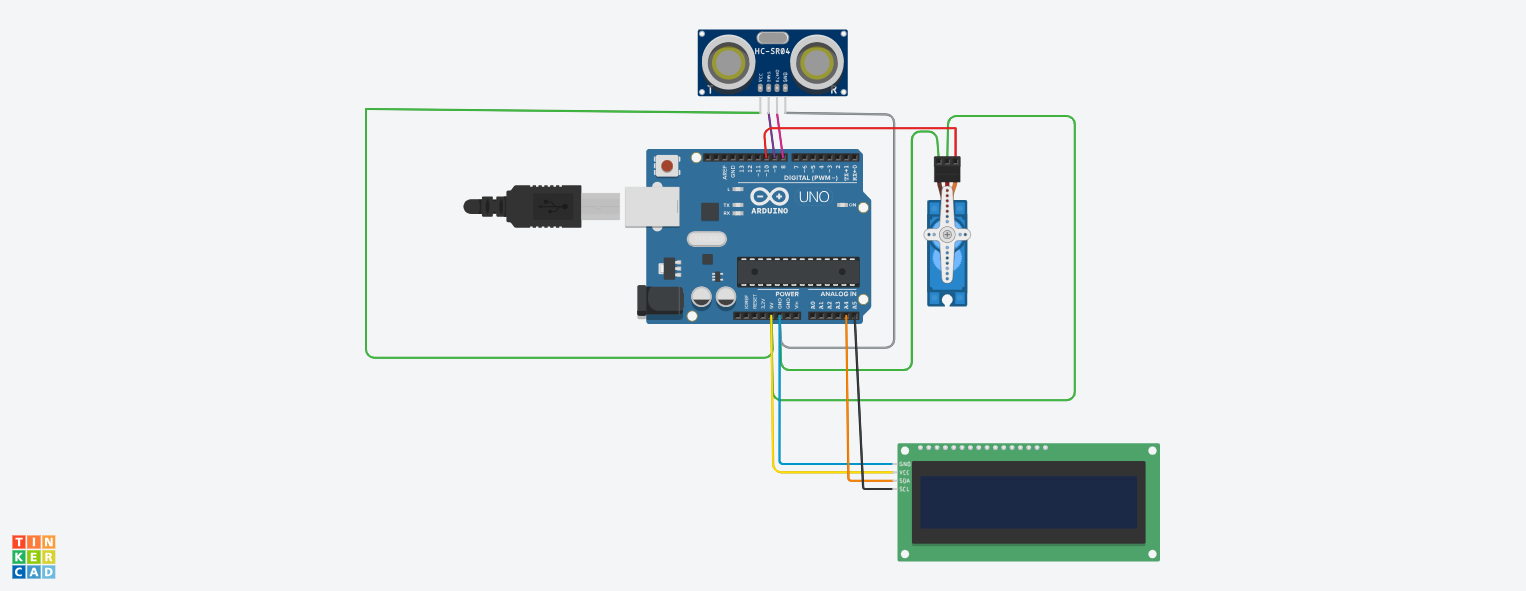 HC-SR04
VCC
TRIG
ECHO
GND
T
R
AREF
GND
13
12
~11
~10
~9
8
7
~6
~5
4
~3
2
TX→1
RX←0
DIGITAL (PWM~)
L
TX
RX
ARDUINO
UNO
ON
POWER
ANALOG IN
IOREF
RESET
3.3V
5V
GND
GND
Vin
A0
A1
A2
A3
A4
A5
GND
VCC
SDA
SCL
TIN
KER
CAD